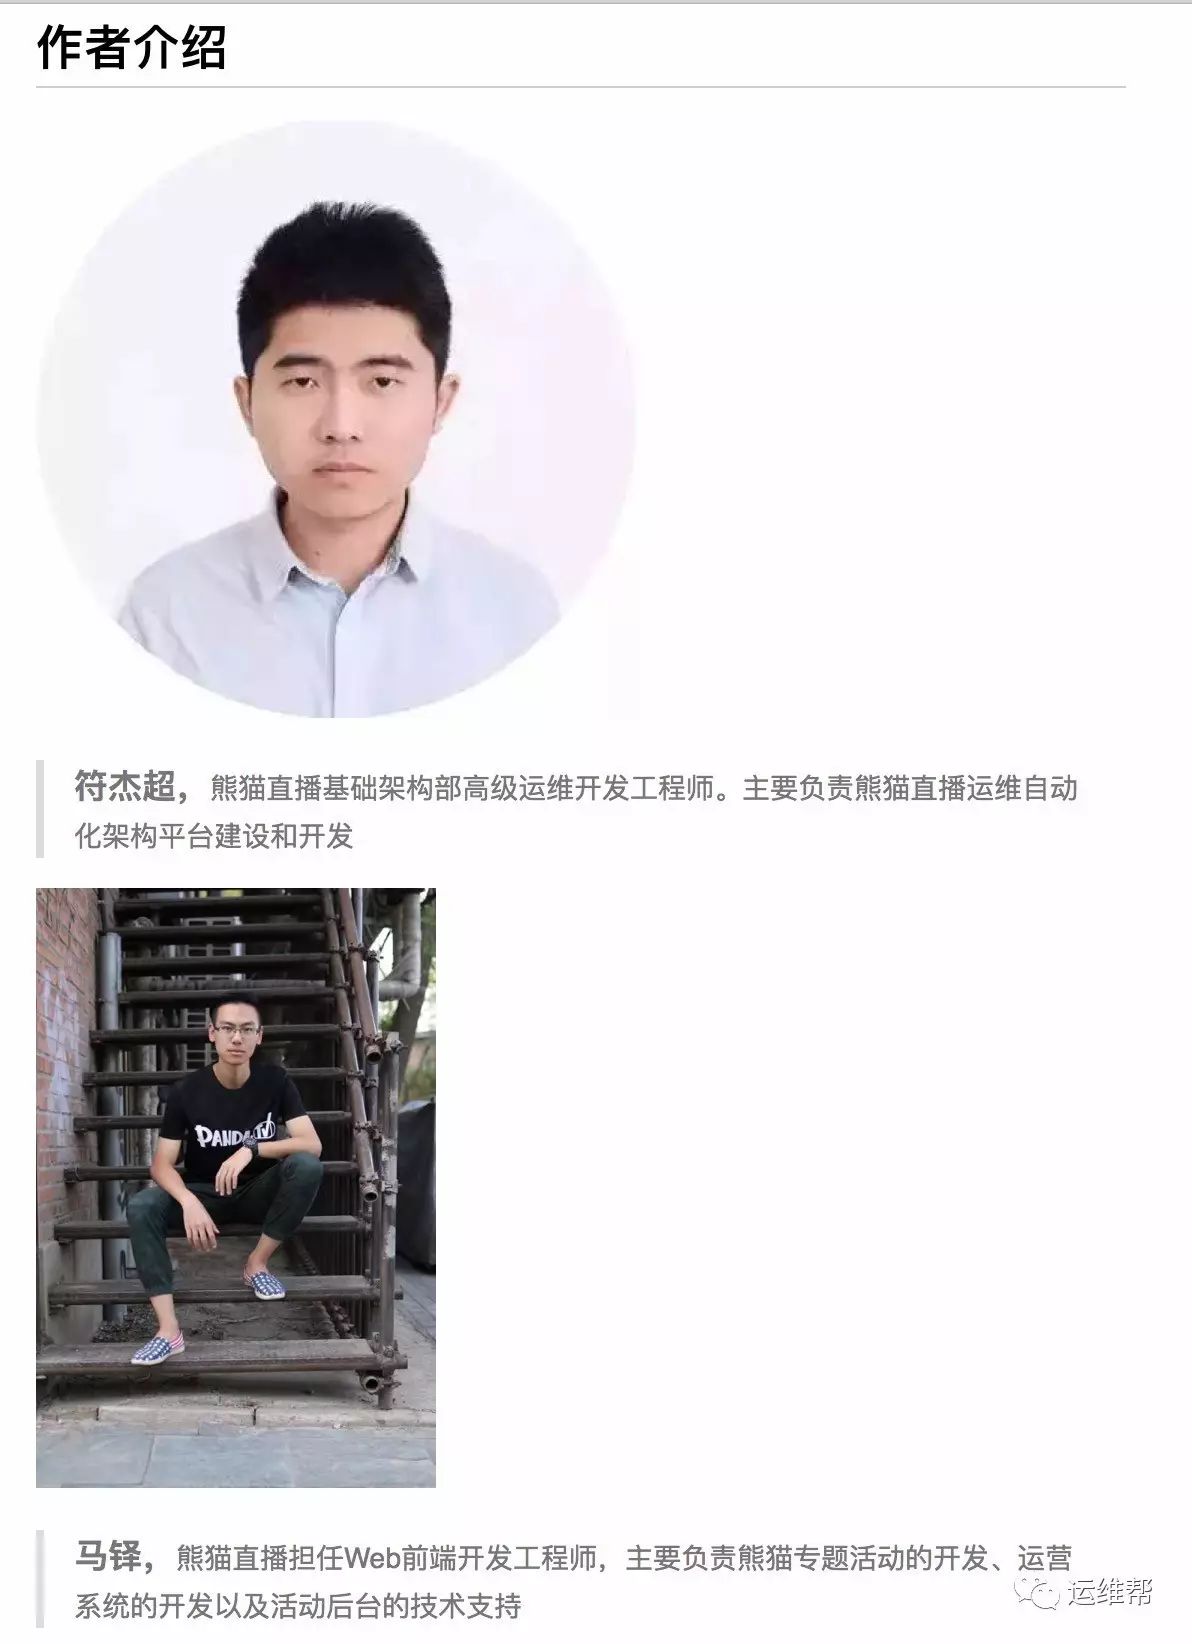 作者介绍
符杰超，熊猫直播基础架构部高级运维开发工程师。主要负责熊猫直播运维自动
化架构平台建设和开发
PANDA TV
马铎，熊猫直播担任Web前端开发工程师，主要负责熊猫专题活动的开发、运营
系统的开发以及活动后台的技术支持
运维帮